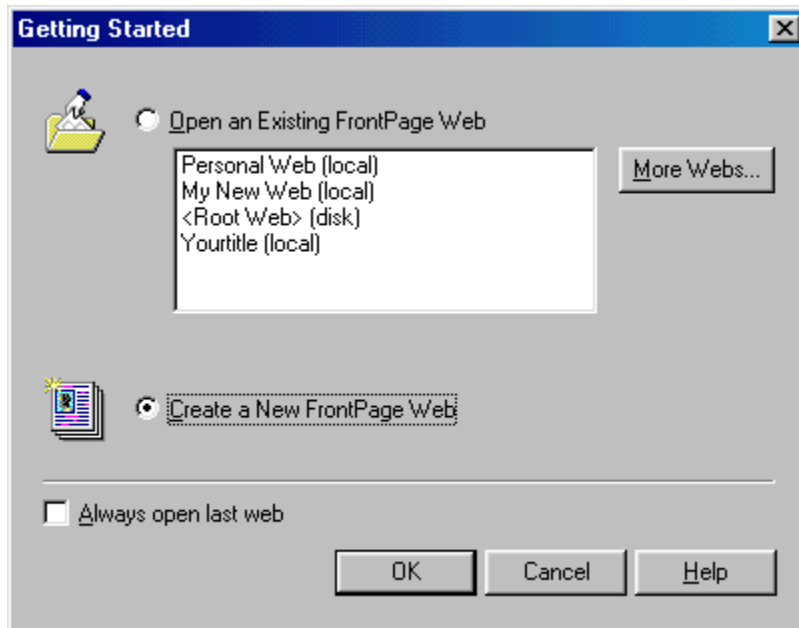 Getting Started
Open an Existing FrontPage Web
Personal Web (local)
My New Web (local)
<Root Web> (disk)
Yourtitle (local)
More Webs...
Create a New FrontPage Web
Always open last web
OK
Cancel
Help